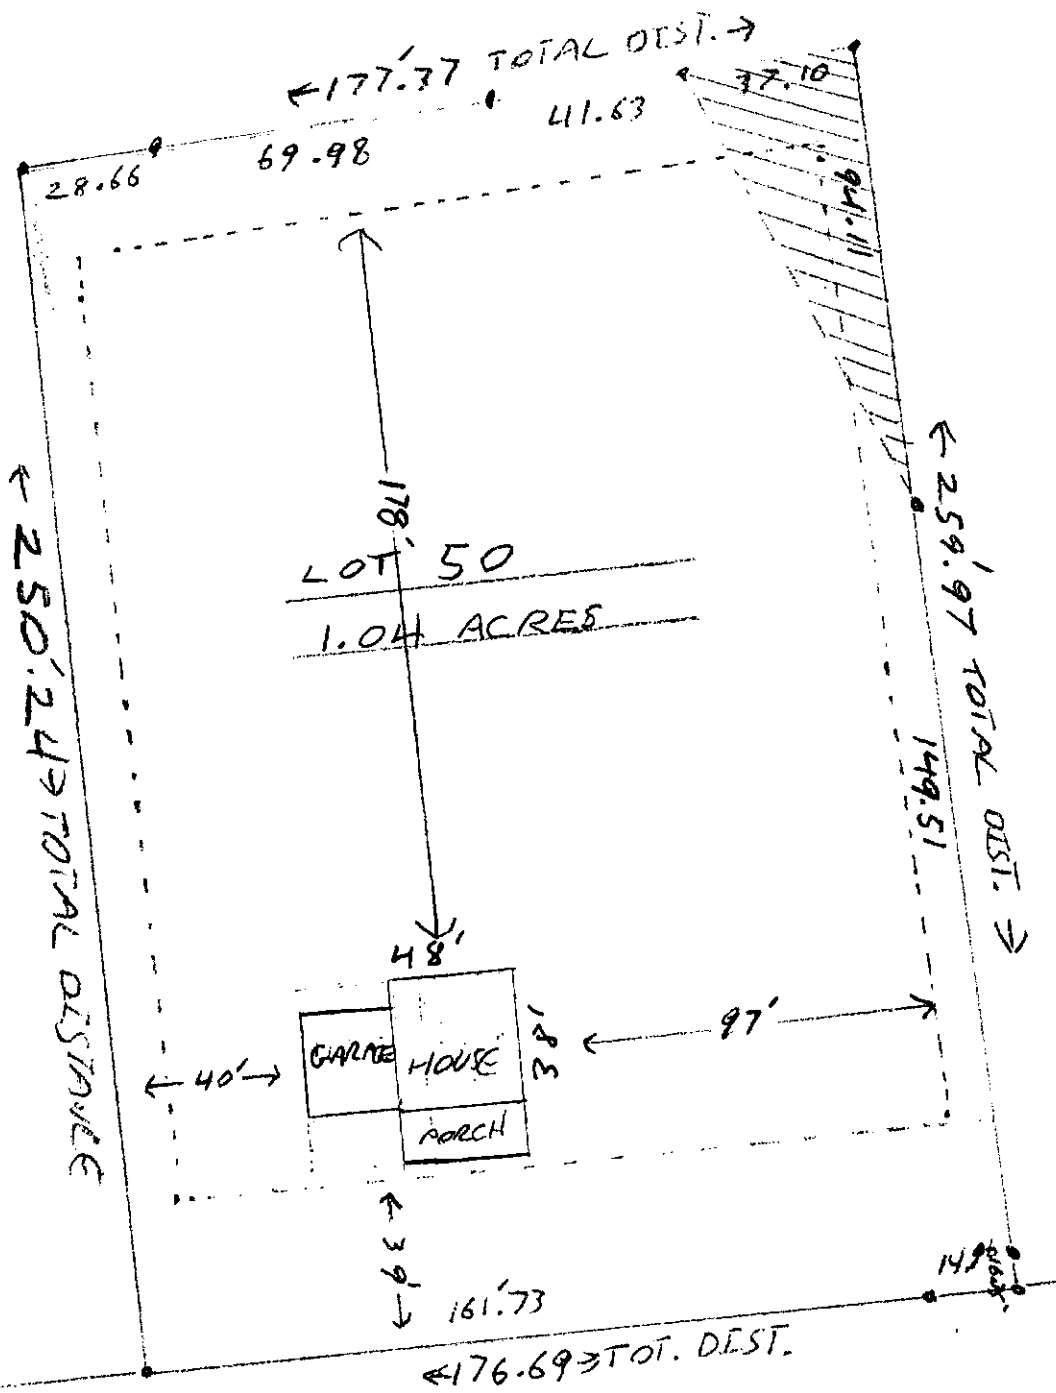 ←177.'37 TOTAL DIST.→
28.66
69.98
41.63
37.10
94.11
←250.'24→ TOTAL DISTANCE
178'
LOT 50
1.04 ACRES
←259.'97 TOTAL DIST.→
149.51
48'
GARAGE
HOUSE
38'
PORCH
←40'→
←97'→
←39'→
161.'73
←176.69→TOT. DIST.